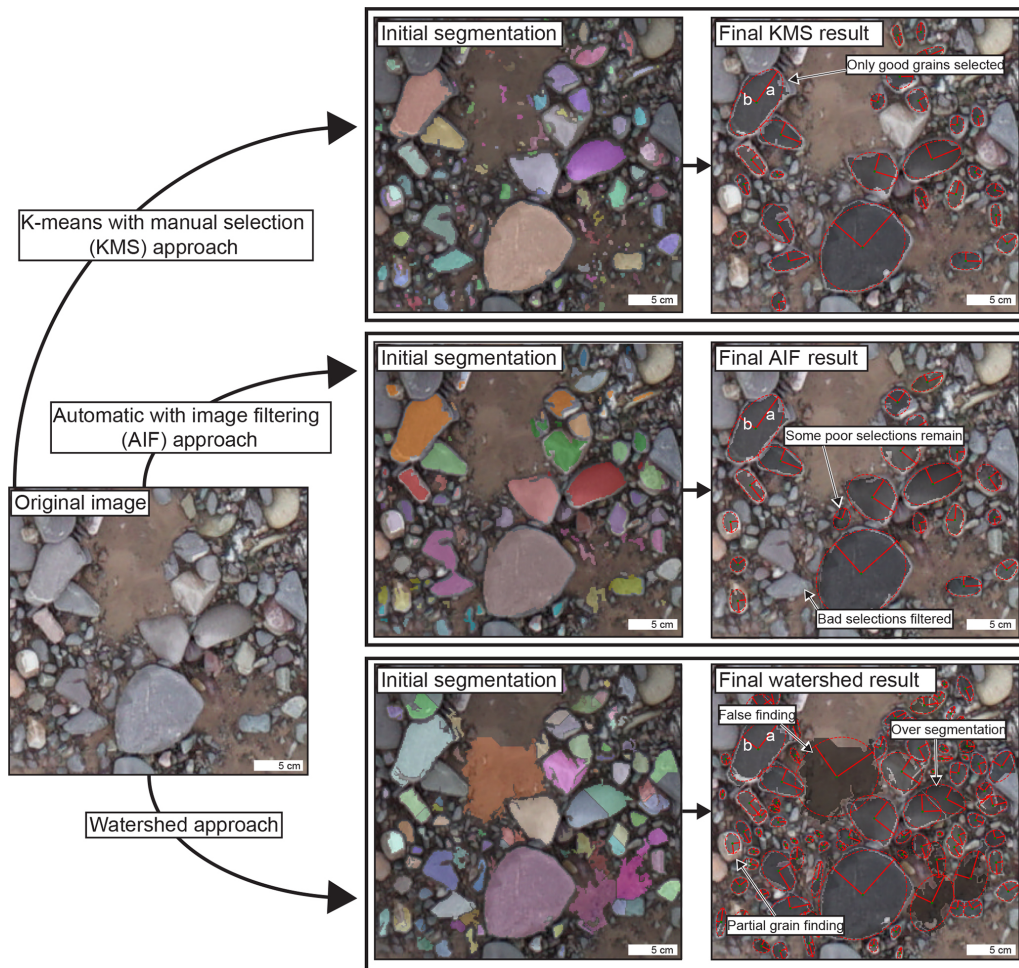 Initial segmentation
Final KMS result
Only good grains selected
b a
5 cm
5 cm
K-means with manual selection
(KMS) approach
Initial segmentation
Final AIF result
b a
Some poor selections remain
Bad selections filtered
5 cm
5 cm
Automatic with image filtering
(AIF) approach
Original image
5 cm
Watershed approach
Initial segmentation
Final watershed result
False finding
Over segmentation
b a
Partial grain finding
5 cm
5 cm